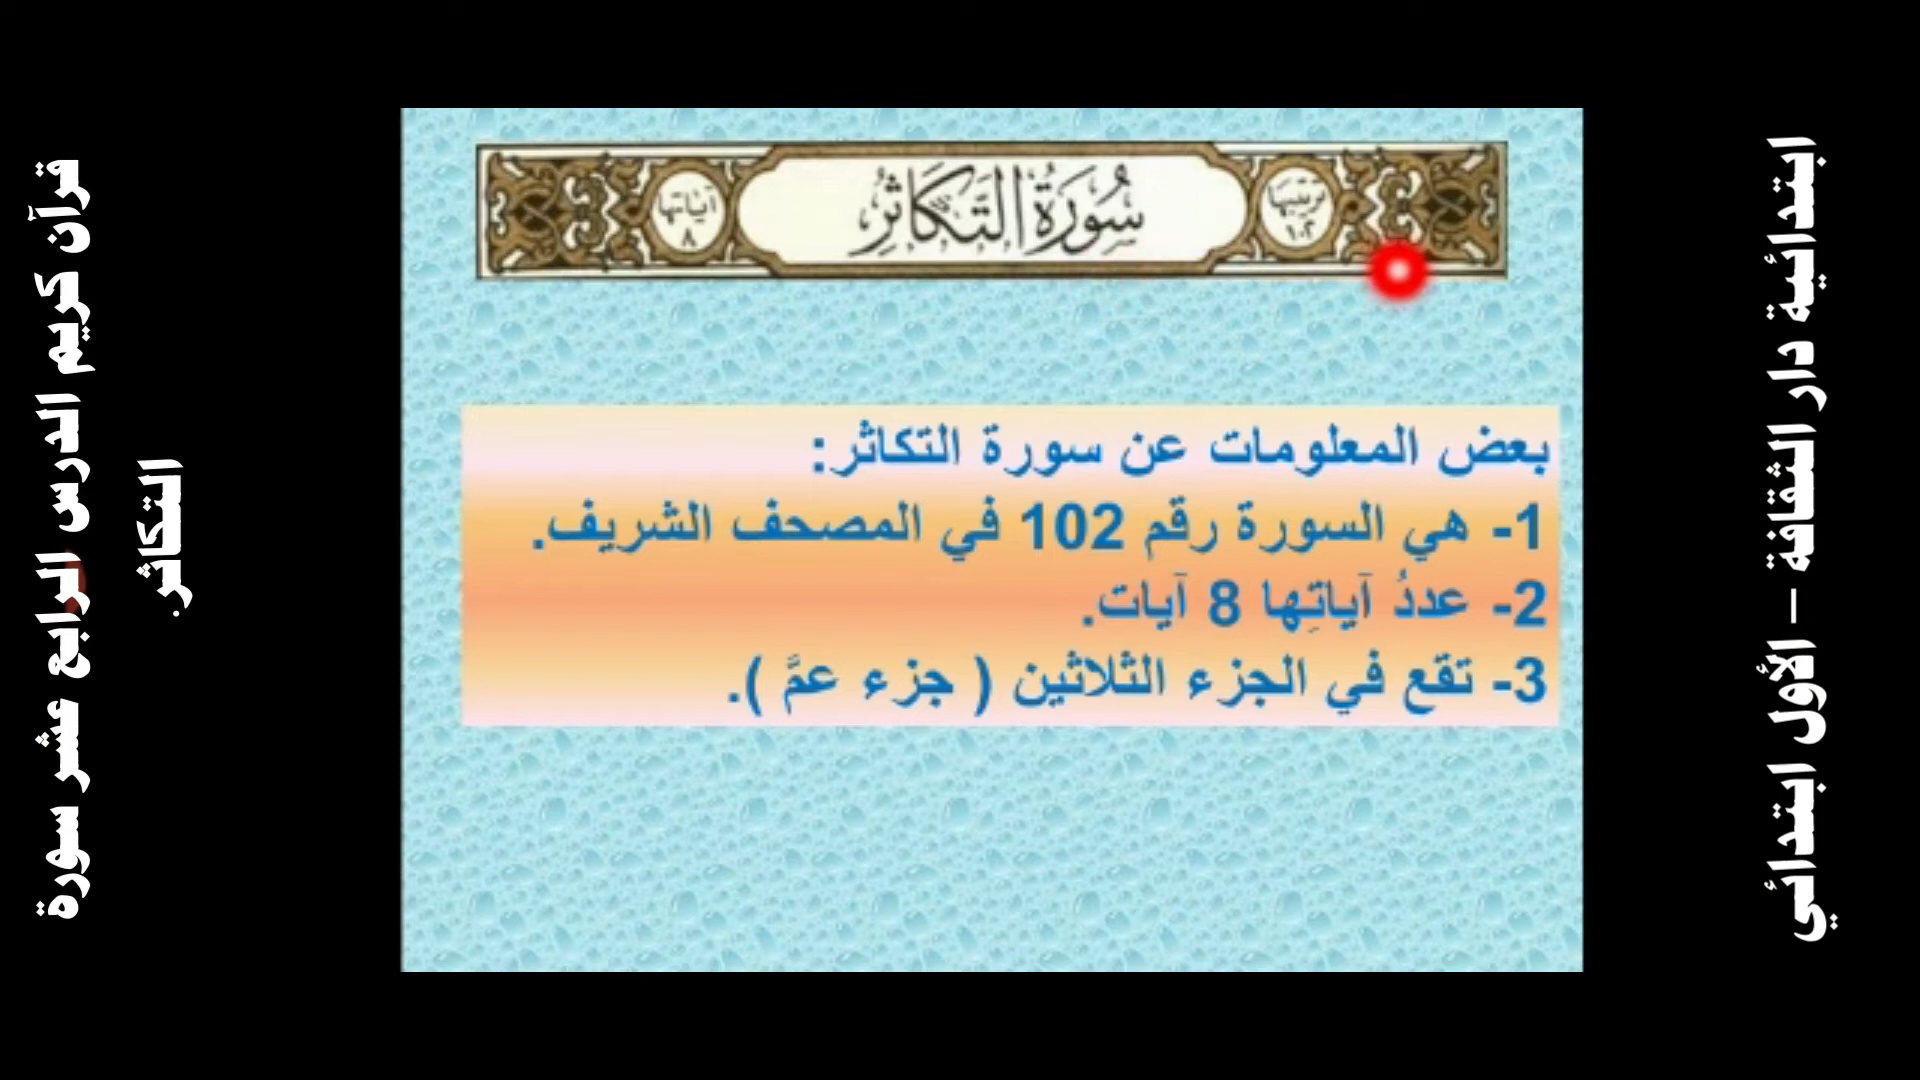 ابتدائية دار الثقافة – الأول ابتدائي
سُورَةُ التَّكَاثُرِ
ترتيبها
١٠٢
آياتها
٨
بعض المعلومات عن سورة التكاثر:
1- هي السورة رقم 102 في المصحف الشريف.
2- عددُ آياتِها 8 آيات.
3- تقع في الجزء الثلاثين ( جزء عمَّ ).
قرآن كريم الدرس الرابع عشر سورة
التكاثر.